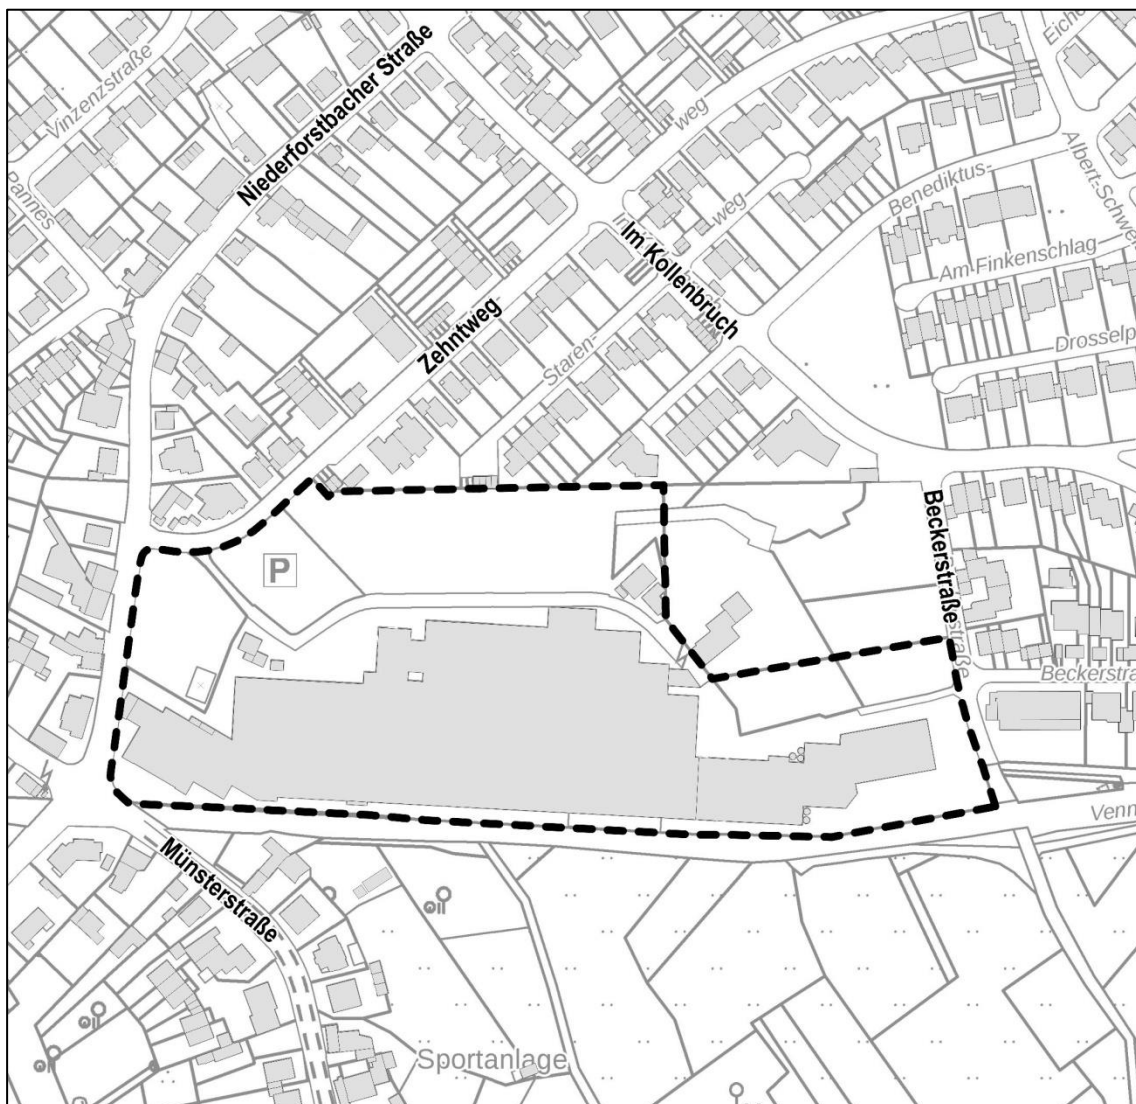 Vinzenzstraße
Niederforstbacher Straße
Pannes
weg
Eiche
Albert-Schwe
Benediktus-
Am Finkenschlag
Drosselp
Im Kollenbruch
weg
Staren-
Zehntweg
P
Beckerstraße
Beckerstra
Venn
Münsterstraße
Sportanlage